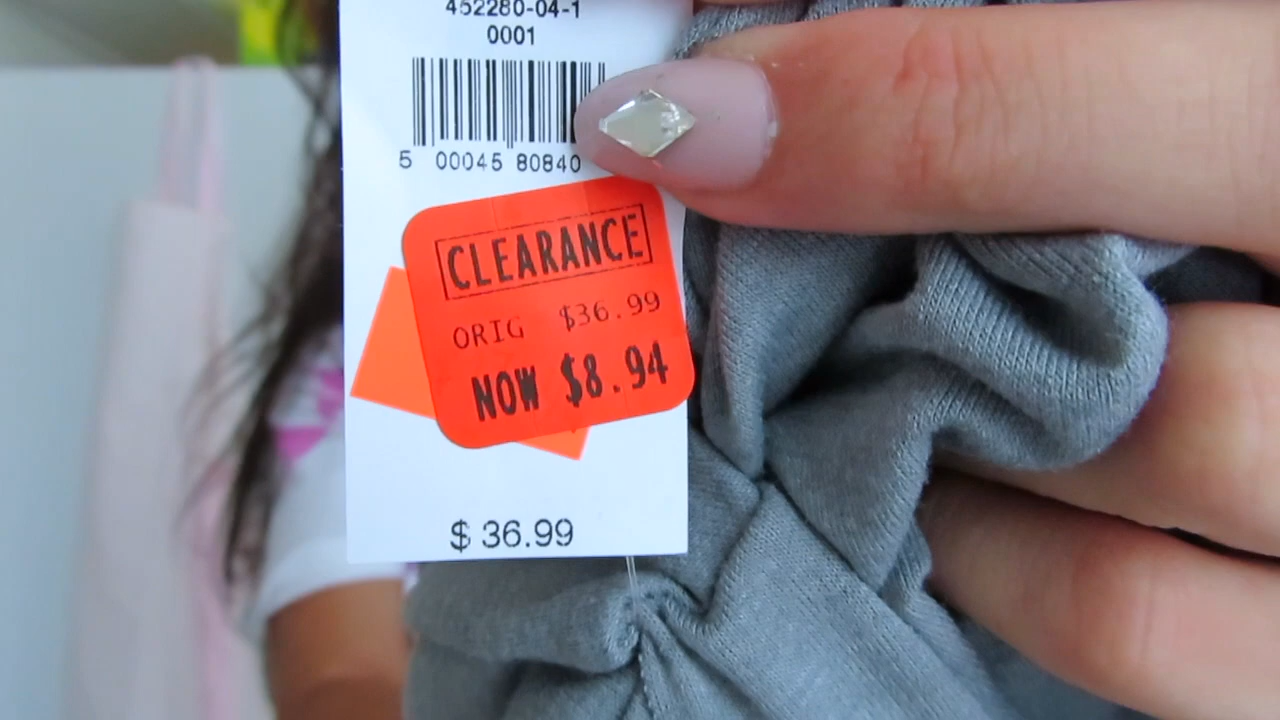 452280-04-1
0001
5 00045 80840
CLEARANCE
ORIG $36.99
NOW $8.94
$ 36.99